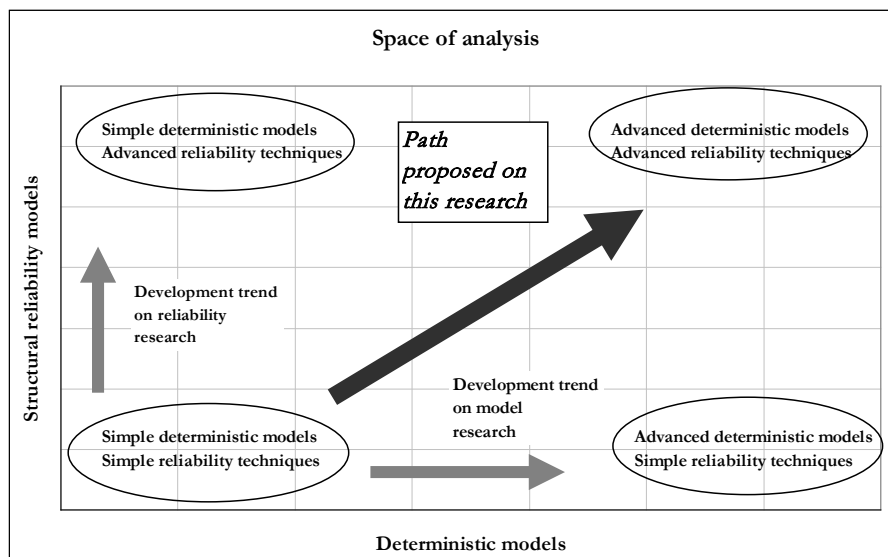 Space of analysis
Simple deterministic models
Advanced reliability techniques
Path
proposed on
this research
Advanced deterministic models
Advanced reliability techniques
Structural reliability models
Development trend
on reliability
research
Development trend
on model
research
Simple deterministic models
Simple reliability techniques
Advanced deterministic models
Simple reliability techniques
Deterministic models